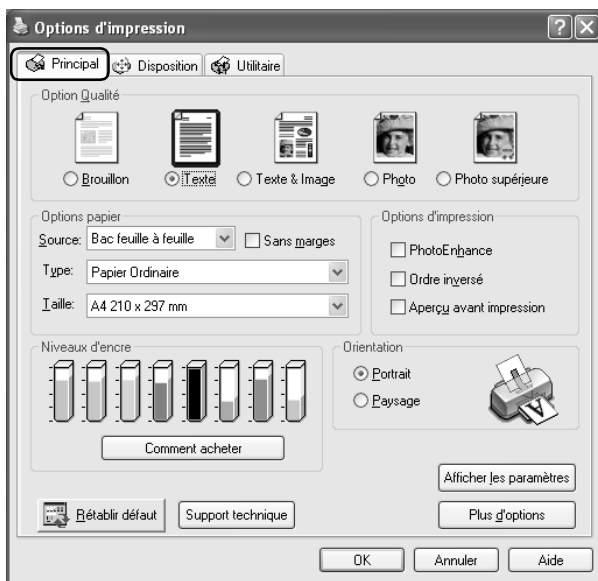 Options d'impression
Principal Disposition Utilitaire
Option Qualité
Brouillon Texte Texte & Image Photo Photo supérieure
Options papier
Source: Bac feuille à feuille Sans marges
Type: Papier Ordinaire
Taille: A4 210 x 297 mm
Options d'impression
PhotoEnhance
Ordre inversé
Aperçu avant impression
Niveaux d'encre
Comment acheter
Orientation
Portrait
Paysage
A
Afficher les paramètres
Rétablir défaut Support technique Plus d'options
OK Annuler Aide